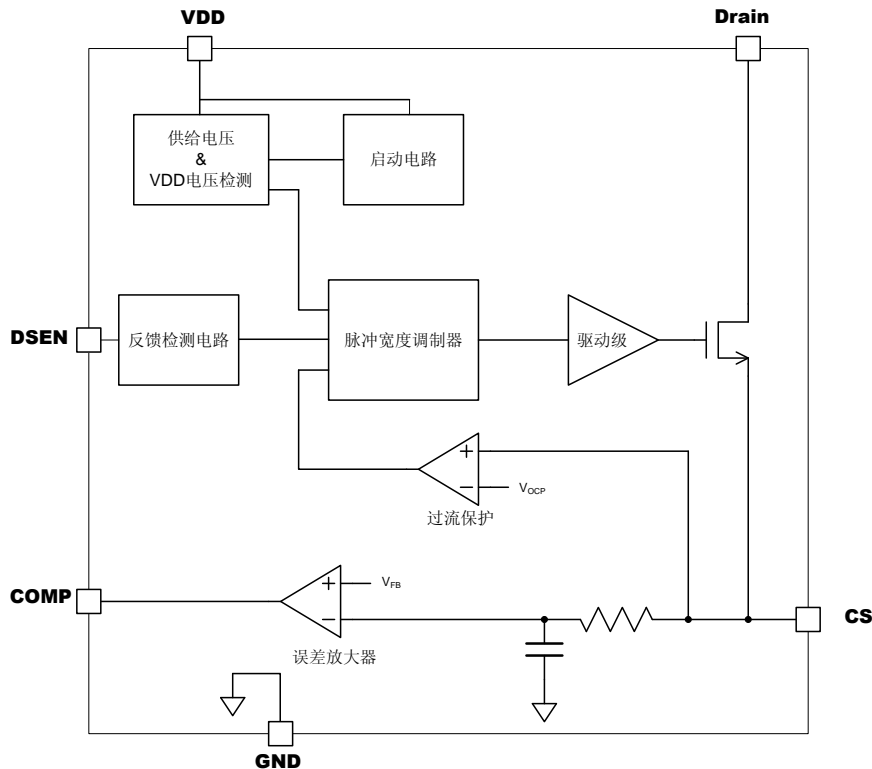 VDD
Drain
供给电压
&
VDD电压检测
启动电路
DSEN
反馈检测电路
脉冲宽度调制器
驱动级
+
−
VOCP
过流保护
COMP
+
VFB
−
CS
误差放大器
GND